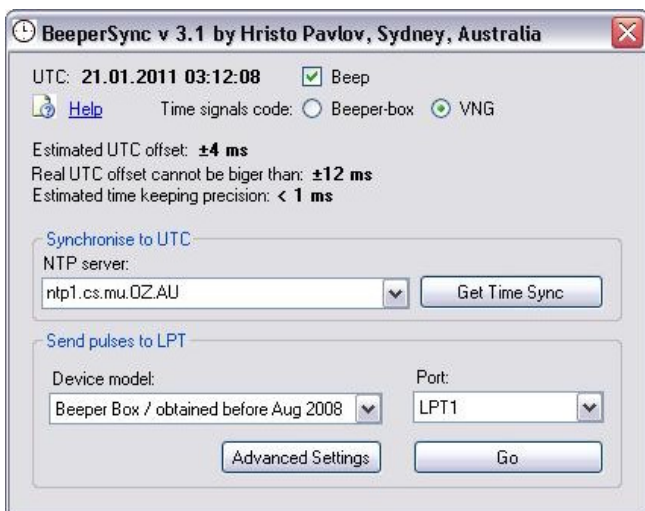 BeeperSync v 3.1 by Hristo Pavlov, Sydney, Australia
UTC: 21.01.2011 03:12:08 Beep
Help Time signals code: Beeper-box VNG
Estimated UTC offset: ±4 ms
Real UTC offset cannot be biger than: ±12 ms
Estimated time keeping precision: < 1 ms
Synchronise to UTC
NTP server:
ntp1.cs.mu.OZ.AU Get Time Sync
Send pulses to LPT
Device model: Port:
Beeper Box / obtained before Aug 2008 LPT1
Advanced Settings Go